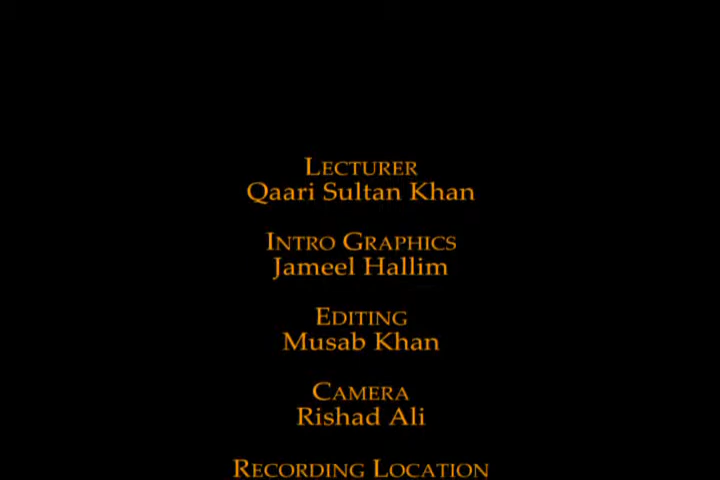 LECTURER
Qaari Sultan Khan
INTRO GRAPHICS
Jameel Hallim
EDITING
Musab Khan
CAMERA
Rishad Ali
RECORDING LOCATION